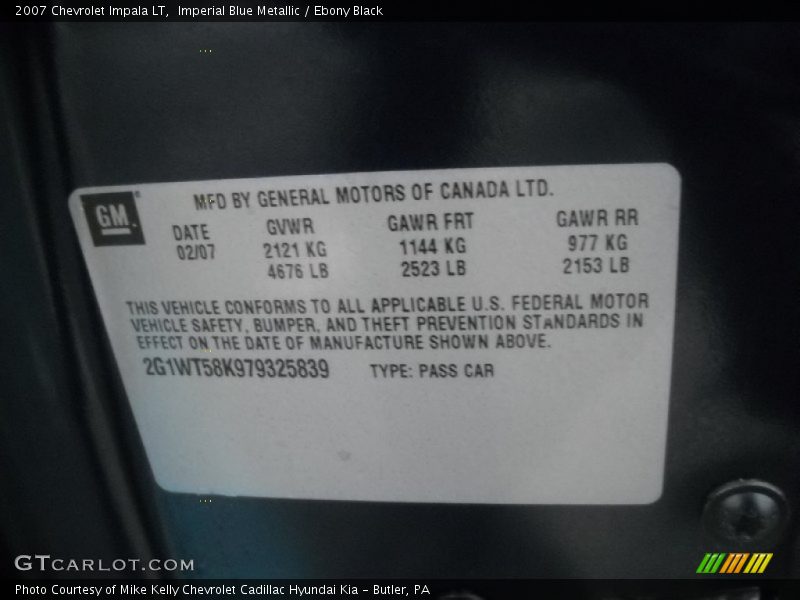 2007 Chevrolet Impala LT,  Imperial Blue Metallic / Ebony Black
GM
MFD BY GENERAL MOTORS OF CANADA LTD.
DATE GVWR GAWR FRT GAWR RR
02/07 2121 KG 1144 KG 977 KG
4676 LB 2523 LB 2153 LB
THIS VEHICLE CONFORMS TO ALL APPLICABLE U.S. FEDERAL MOTOR
VEHICLE SAFETY, BUMPER, AND THEFT PREVENTION STANDARDS IN
EFFECT ON THE DATE OF MANUFACTURE SHOWN ABOVE.
2G1WT58K979325839 TYPE: PASS CAR
GTCARLOT.COM
Photo Courtesy of Mike Kelly Chevrolet Cadillac Hyundai Kia – Butler, PA